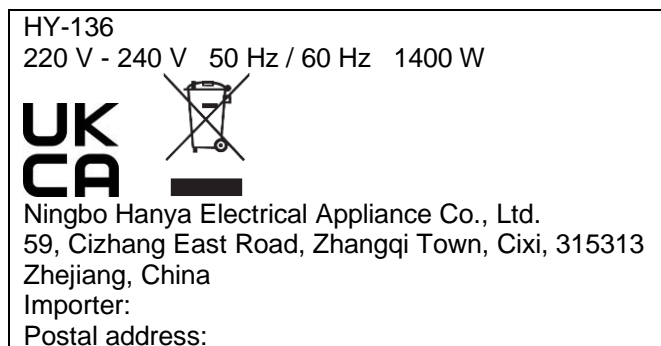 HY-136
220 V - 240 V 50 Hz / 60 Hz 1400 W
UK
CA
Ningbo Hanya Electrical Appliance Co., Ltd.
59, Cizhang East Road, Zhangqi Town, Cixi, 315313
Zhejiang, China
Importer:
Postal address: